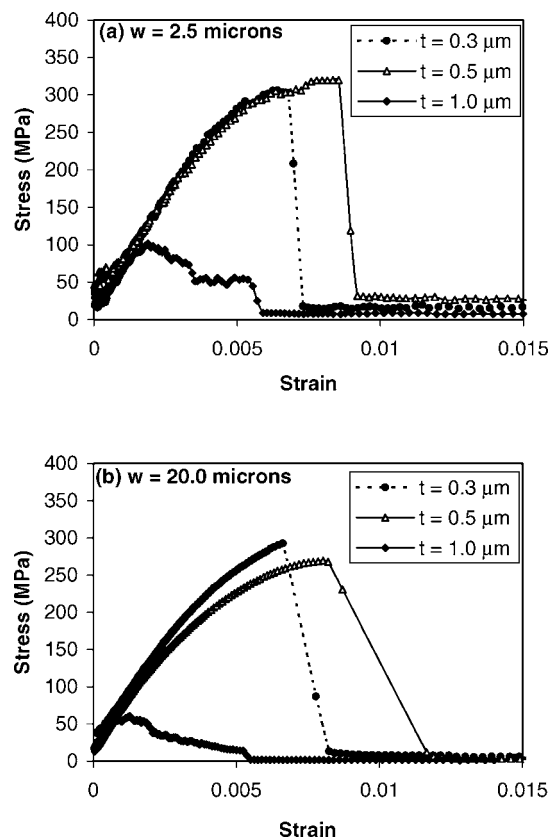 (a) w = 2.5 microns
t = 0.3 μm
t = 0.5 μm
t = 1.0 μm
Stress (MPa)
400
350
300
250
200
150
100
50
0
0 0.005 0.01 0.015
Strain
(b) w = 20.0 microns
t = 0.3 μm
t = 0.5 μm
t = 1.0 μm
Stress (MPa)
400
350
300
250
200
150
100
50
0
0 0.005 0.01 0.015
Strain